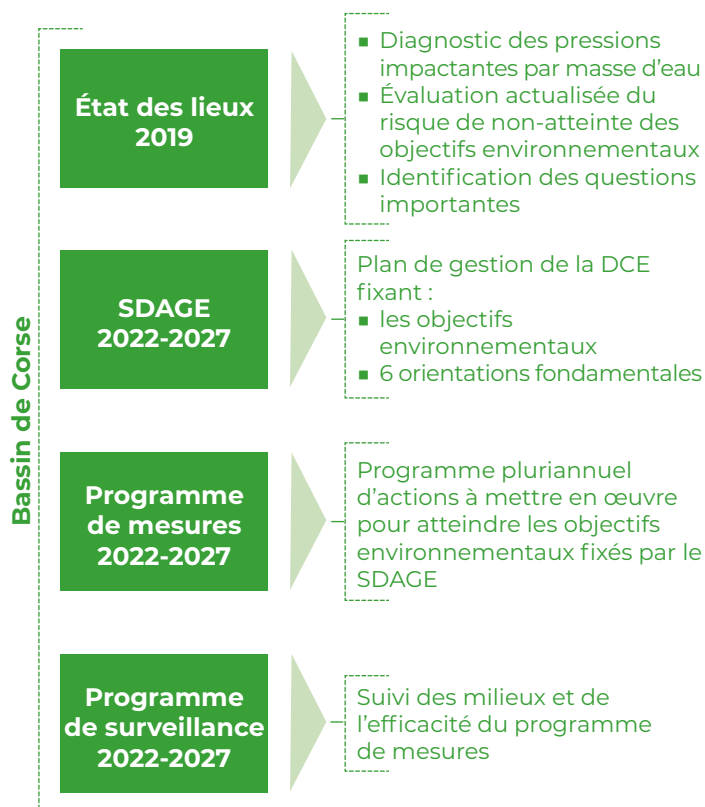 Bassin de Corse
État des lieux
2019
■ Diagnostic des pressions
impactantes par masse d'eau
■ Évaluation actualisée du
risque de non-atteinte des
objectifs environnementaux
■ Identification des questions
importantes
SDAGE
2022-2027
Plan de gestion de la DCE
fixant :
■ les objectifs
environnementaux
■ 6 orientations fondamentales
Programme
de mesures
2022-2027
Programme pluriannuel
d'actions à mettre en œuvre
pour atteindre les objectifs
environnementaux fixés par le
SDAGE
Programme
de surveillance
2022-2027
Suivi des milieux et de
l'efficacité du programme
de mesures